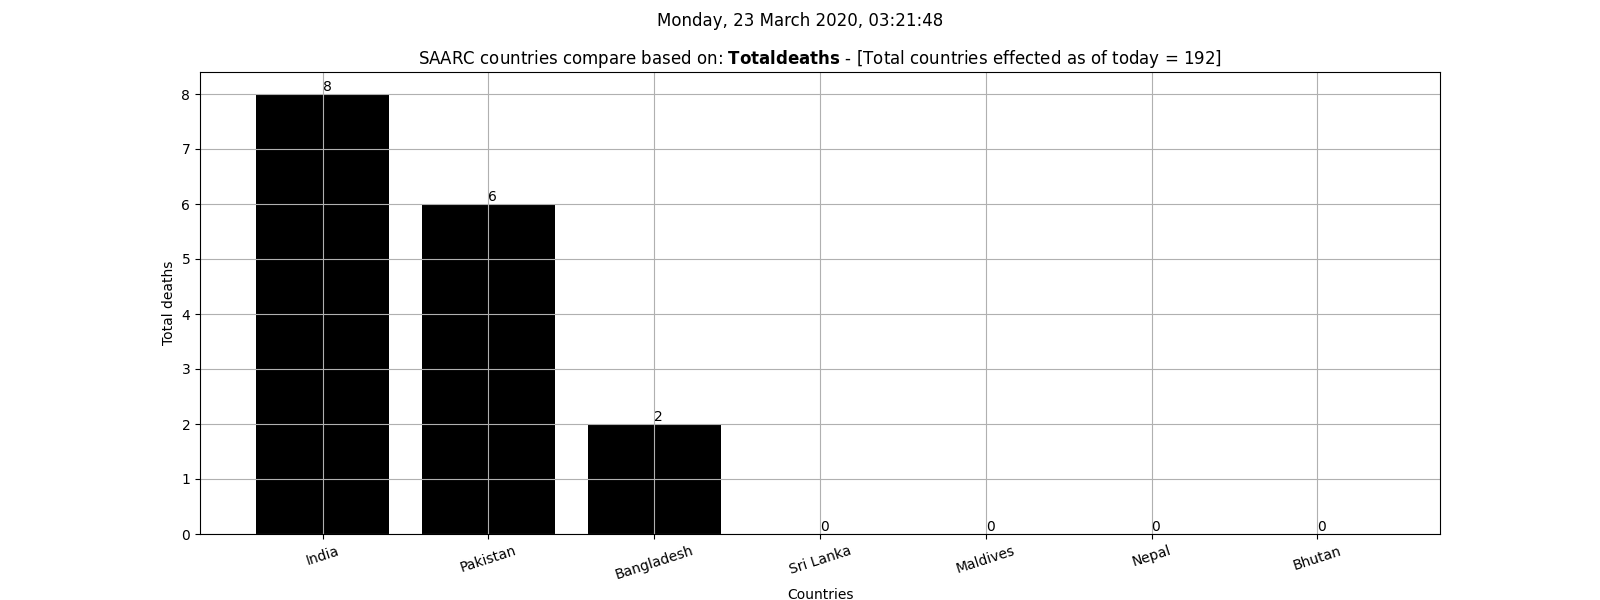 Monday, 23 March 2020, 03:21:48
SAARC countries compare based on: Totaldeaths - [Total countries effected as of today = 192]
Total deaths
8
7
6
5
4
3
2
1
0
8
6
2
0
0
0
0
India
Pakistan
Bangladesh
Sri Lanka
Maldives
Nepal
Bhutan
Countries